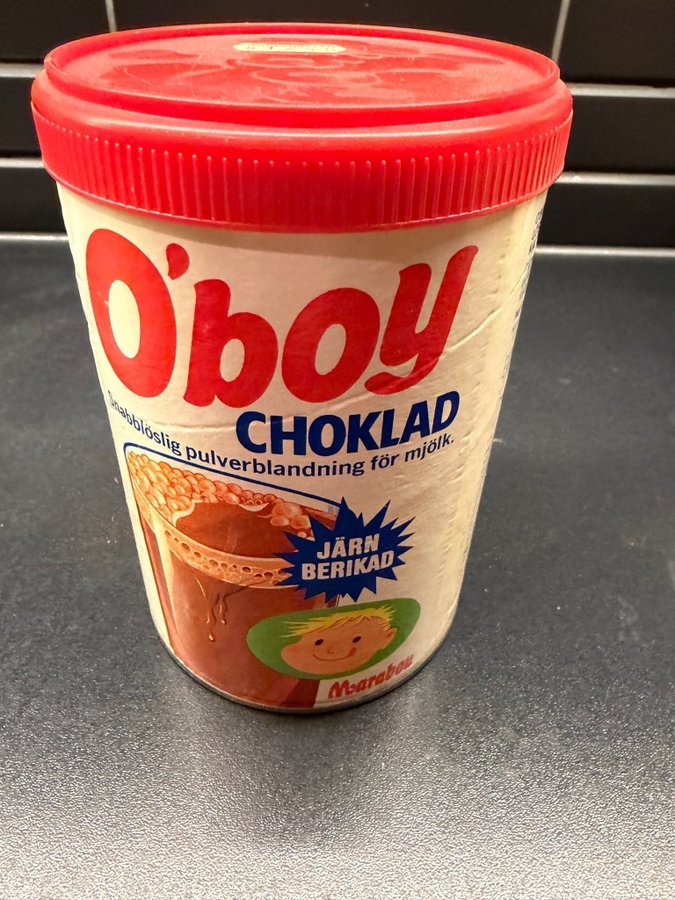 O'boy
CHOKLAD
Snabblöslig pulverblandning för mjölk.
JÄRN
BERIKAD
Marabou